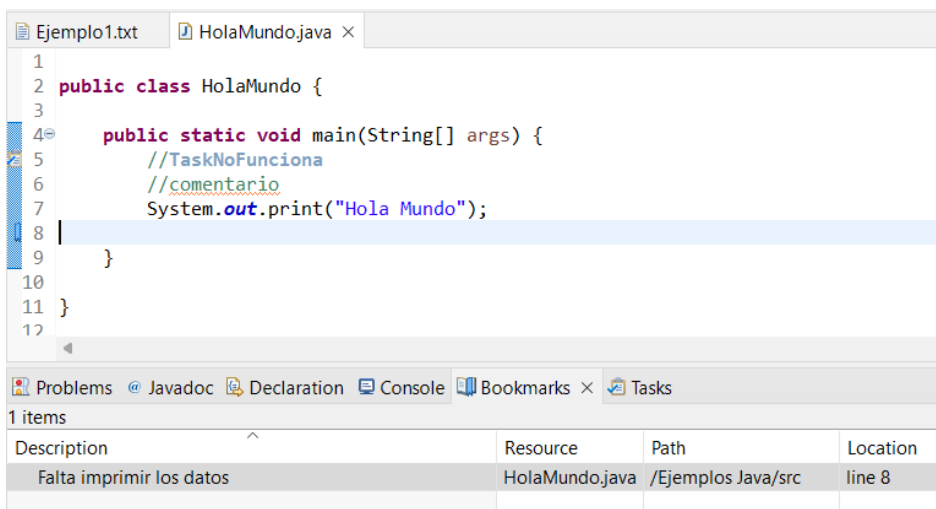 Ejemplo1.txt HolaMundo.java
1
2 public class HolaMundo {
3
4 public static void main(String[] args) {
5 //TaskNoFunciona
6 //comentario
7 System.out.print("Hola Mundo");
8
9 }
10
11 }
12
Problems @ Javadoc Declaration Console Bookmarks Tasks
1 items
Description Resource Path Location
Falta imprimir los datos HolaMundo.java /Ejemplos Java/src line 8